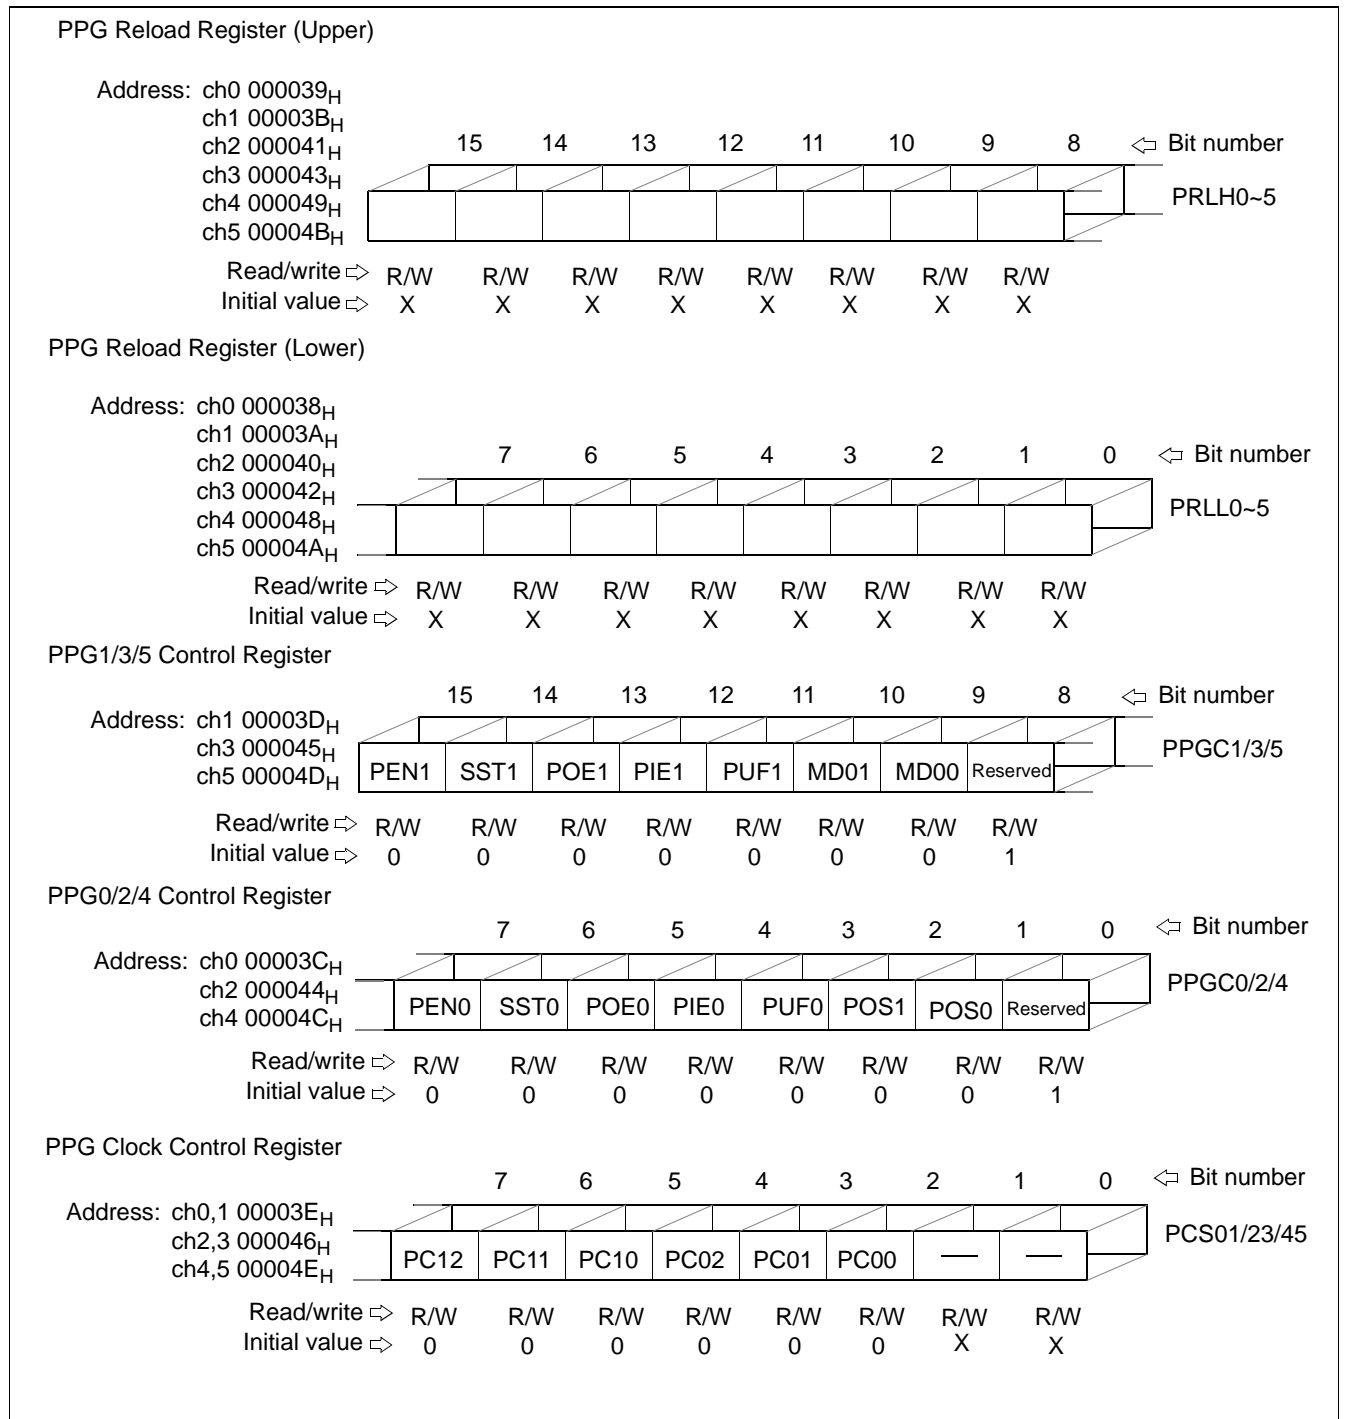 PPG Reload Register (Upper)
Address: ch0 000039H
ch1 00003BH
ch2 000041H
ch3 000043H
ch4 000049H
ch5 00004BH
15 14 13 12 11 10 9 8 ⇦ Bit number
PRLH0~5
Read/write ⇨ R/W R/W R/W R/W R/W R/W R/W R/W
Initial value ⇨ X X X X X X X X
PPG Reload Register (Lower)
Address: ch0 000038H
ch1 00003AH
ch2 000040H
ch3 000042H
ch4 000048H
ch5 00004AH
7 6 5 4 3 2 1 0 ⇦ Bit number
PRLL0~5
Read/write ⇨ R/W R/W R/W R/W R/W R/W R/W R/W
Initial value ⇨ X X X X X X X X
PPG1/3/5 Control Register
15 14 13 12 11 10 9 8 ⇦ Bit number
Address: ch1 00003DH
ch3 000045H
ch5 00004DH
PEN1 SST1 POE1 PIE1 PUF1 MD01 MD00 Reserved
PPGC1/3/5
Read/write ⇨ R/W R/W R/W R/W R/W R/W R/W R/W
Initial value ⇨ 0 0 0 0 0 0 0 1
PPG0/2/4 Control Register
7 6 5 4 3 2 1 0 ⇦ Bit number
Address: ch0 00003CH
ch2 000044H
ch4 00004CH
PEN0 SST0 POE0 PIE0 PUF0 POS1 POS0 Reserved
PPGC0/2/4
Read/write ⇨ R/W R/W R/W R/W R/W R/W R/W R/W
Initial value ⇨ 0 0 0 0 0 0 0 1
PPG Clock Control Register
7 6 5 4 3 2 1 0 ⇦ Bit number
Address: ch0,1 00003EH
ch2,3 000046H
ch4,5 00004EH
PC12 PC11 PC10 PC02 PC01 PC00 — —
PCS01/23/45
Read/write ⇨ R/W R/W R/W R/W R/W R/W R/W R/W
Initial value ⇨ 0 0 0 0 0 0 X X